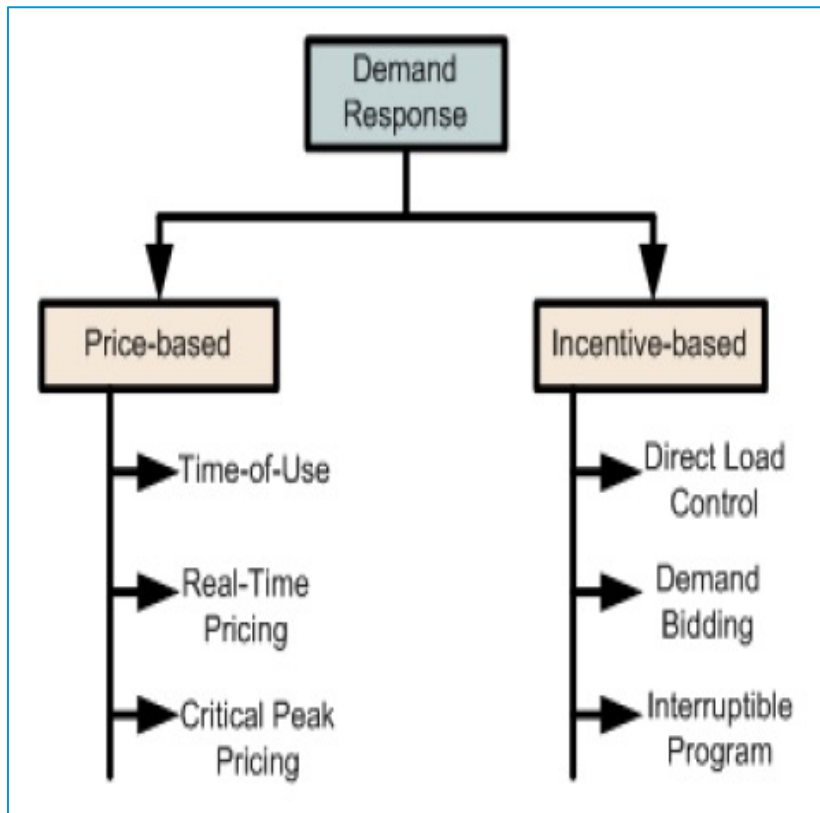 Demand
Response
Price-based
Incentive-based
Time-of-Use
Real-Time
Pricing
Critical Peak
Pricing
Direct Load
Control
Demand
Bidding
Interruptible
Program